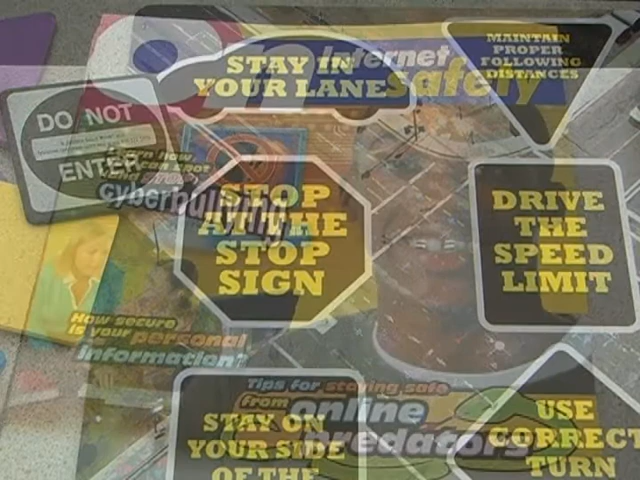 MAINTAIN
PROPER
FOLLOWING
DISTANCES
Internet
safety
STAY IN
YOUR LANE
DO NOT
ENTER
cyberbullying
STOP
AT THE
STOP
SIGN
DRIVE
THE
SPEED
LIMIT
How secure
is your personal
information?
Tips for staying safe
from online
predators
STAY ON
YOUR SIDE
OF THE
USE
CORRECT
TURN